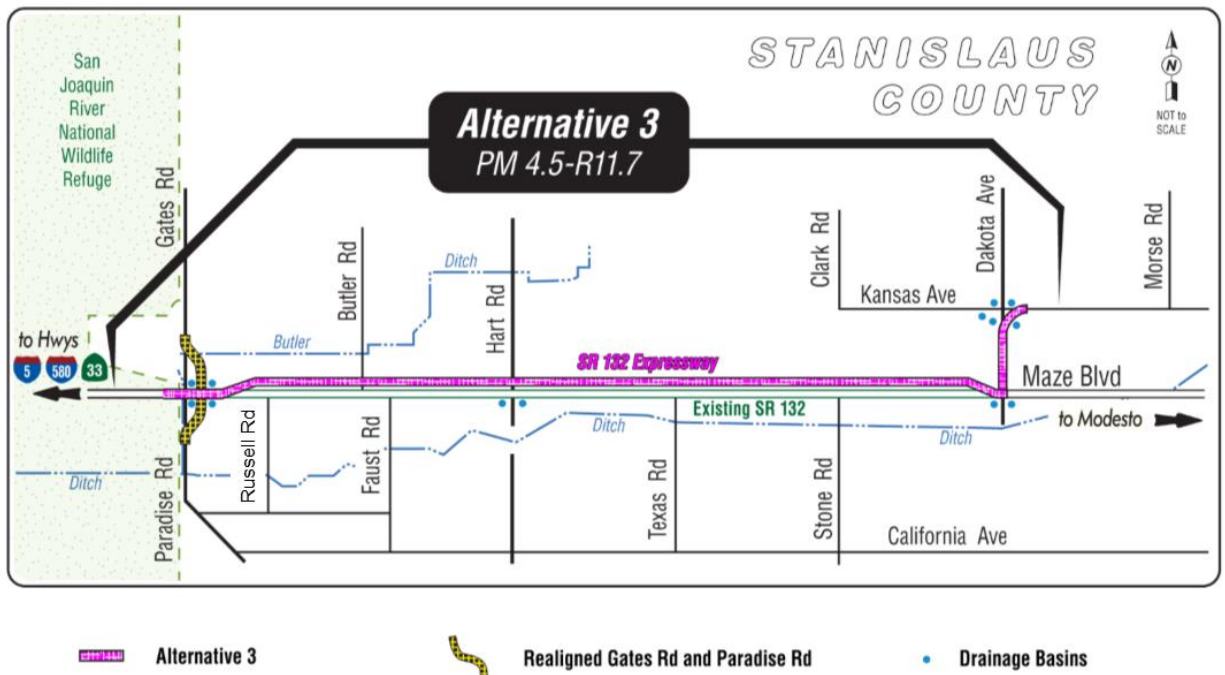 STANISLAUS
COUNTY
N
NOT to
SCALE
San
Joaquin
River
National
Wildlife
Refuge
Alternative 3
PM 4.5-R11.7
Gates Rd
Butler Rd
Ditch
Hart Rd
Clark Rd
Dakota Ave
Morse Rd
Kansas Ave
to Hwys
5
580
33
Butler
SR 132 Expressway
Maze Blvd
Existing SR 132
to Modesto
Ditch
Ditch
Ditch
Paradise Rd
Russell Rd
Faust Rd
Texas Rd
Stone Rd
California Ave
Alternative 3
Realigned Gates Rd and Paradise Rd
Drainage Basins